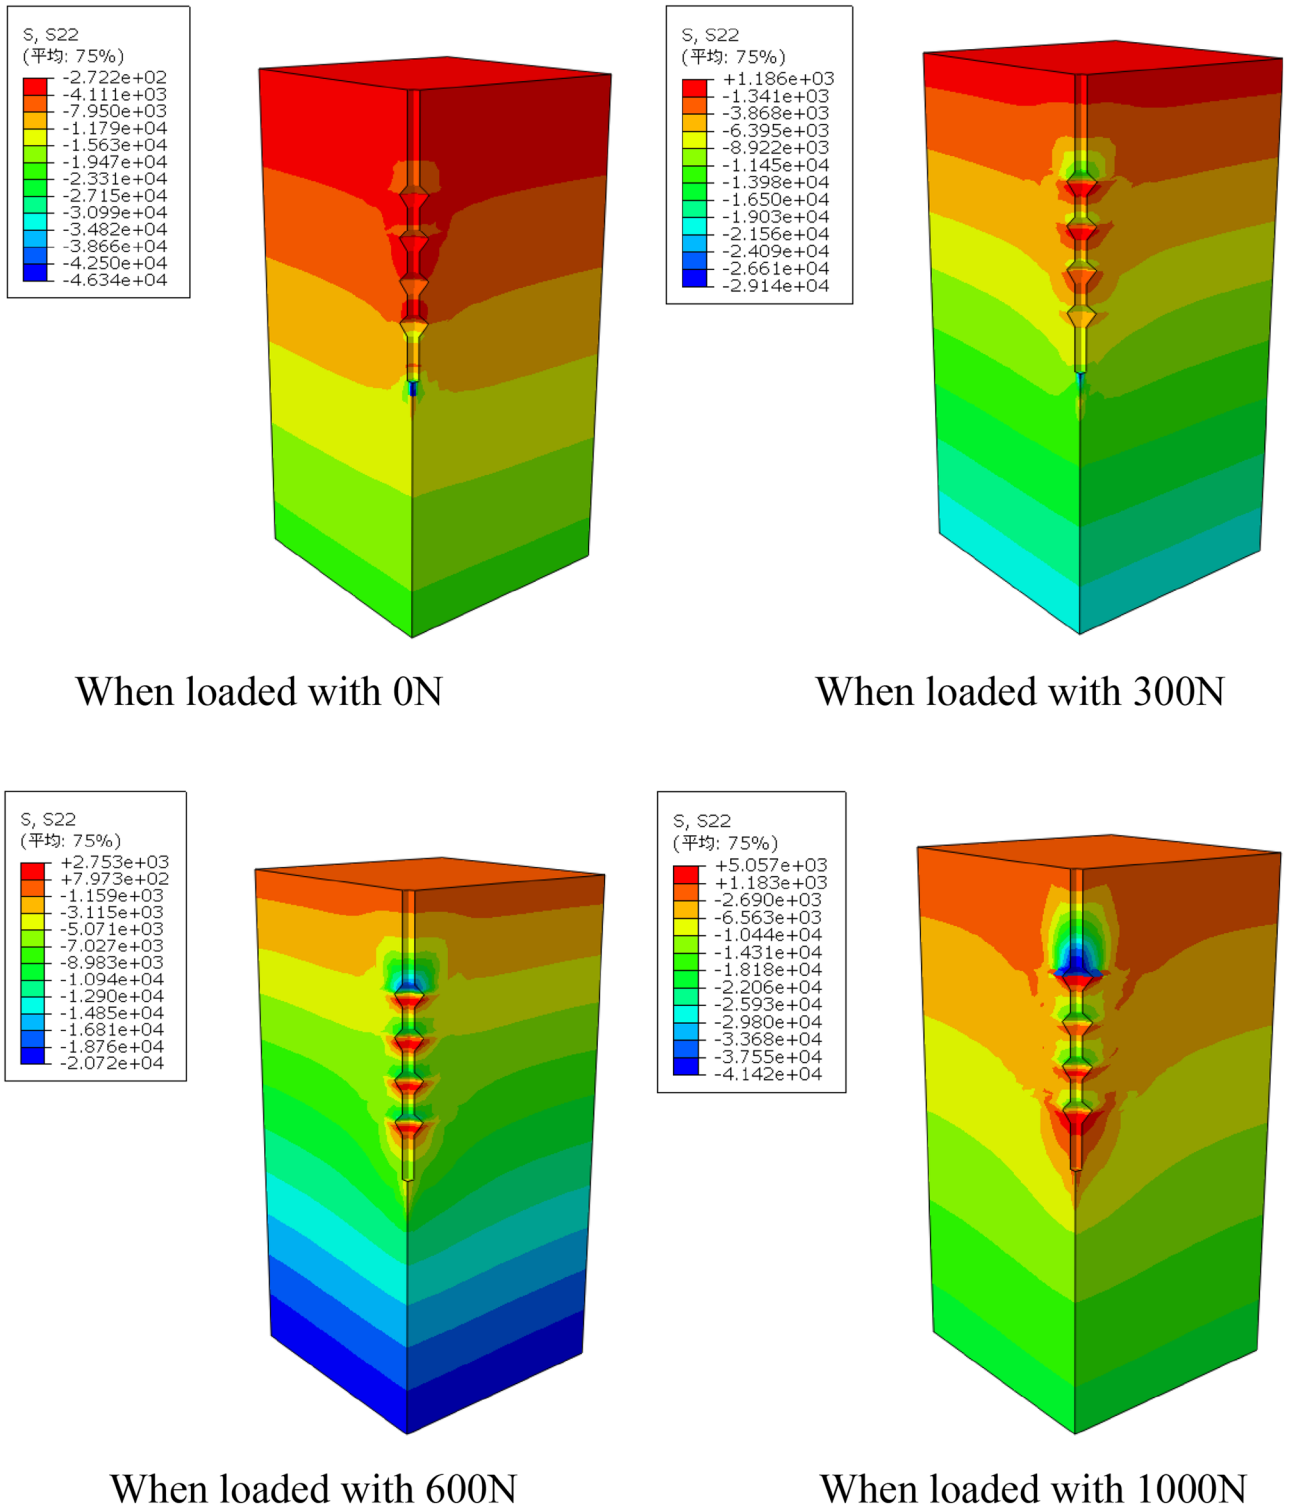 S, S22
(平均: 75%)
-2.722e+02
-4.111e+03
-7.950e+03
-1.179e+04
-1.563e+04
-1.947e+04
-2.331e+04
-2.715e+04
-3.099e+04
-3.482e+04
-3.866e+04
-4.250e+04
-4.634e+04
S, S22
(平均: 75%)
+1.186e+03
-1.341e+03
-3.868e+03
-6.395e+03
-8.922e+03
-1.145e+04
-1.398e+04
-1.650e+04
-1.903e+04
-2.156e+04
-2.409e+04
-2.661e+04
-2.914e+04
When loaded with 0N
When loaded with 300N
S, S22
(平均: 75%)
+2.753e+03
+7.973e+02
-1.159e+03
-3.115e+03
-5.071e+03
-7.027e+03
-8.983e+03
-1.094e+04
-1.290e+04
-1.485e+04
-1.681e+04
-1.876e+04
-2.072e+04
S, S22
(平均: 75%)
+5.057e+03
+1.183e+03
-2.690e+03
-6.563e+03
-1.044e+04
-1.431e+04
-1.818e+04
-2.206e+04
-2.593e+04
-2.980e+04
-3.368e+04
-3.755e+04
-4.142e+04
When loaded with 600N
When loaded with 1000N